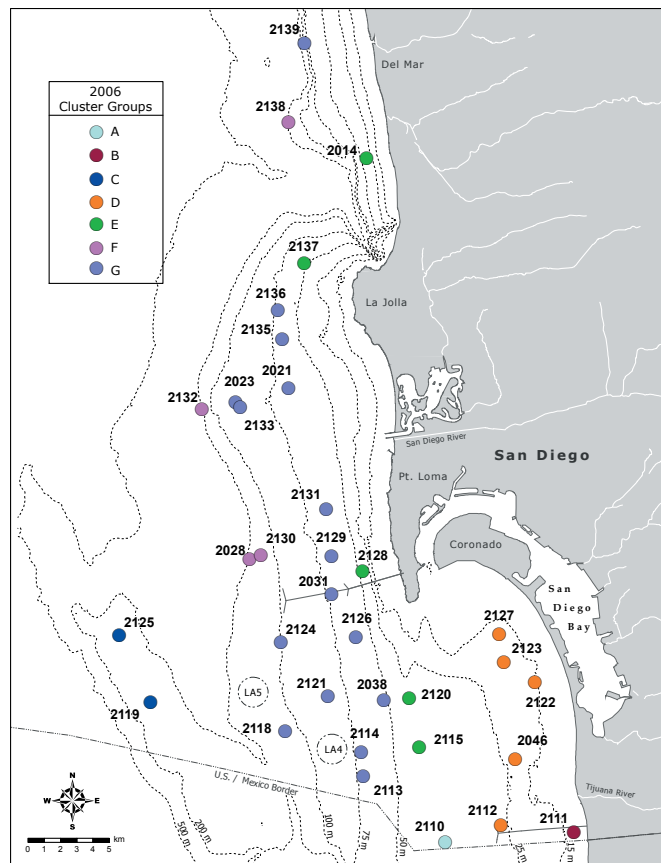 2139
Del Mar
2006
Cluster Groups
A
B
C
D
E
F
G
2138
2014
2137
2136
La Jolla
2135
2021
2023
2132
2133
San Diego River
San Diego
Pt. Loma
2131
2130
2129
2028
2128
Coronado
2031
San
Diego
Bay
2125
2127
2124
2126
2123
2122
LA5
2121
2038
2120
2119
2118
2114
2115
2046
LA4
2113
U.S. / Mexico Border
Tijuana River
N
W
E
S
2112
2111
2110
0 1 2 3 4 5
km
500 m
200 m
100 m
75 m
50 m
25 m
15 m